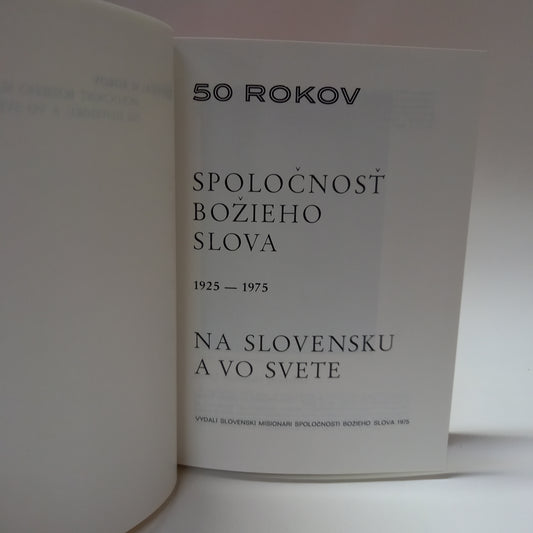 50 ROKOV
SPOLOČNOSŤ
BOŽIEHO
SLOVA
1925 — 1975
NA SLOVENSKU
A VO SVETE
VYDALI SLOVENSKI MISIONARI SPOLOČNOSTI BOŽIEHO SLOVA 1975